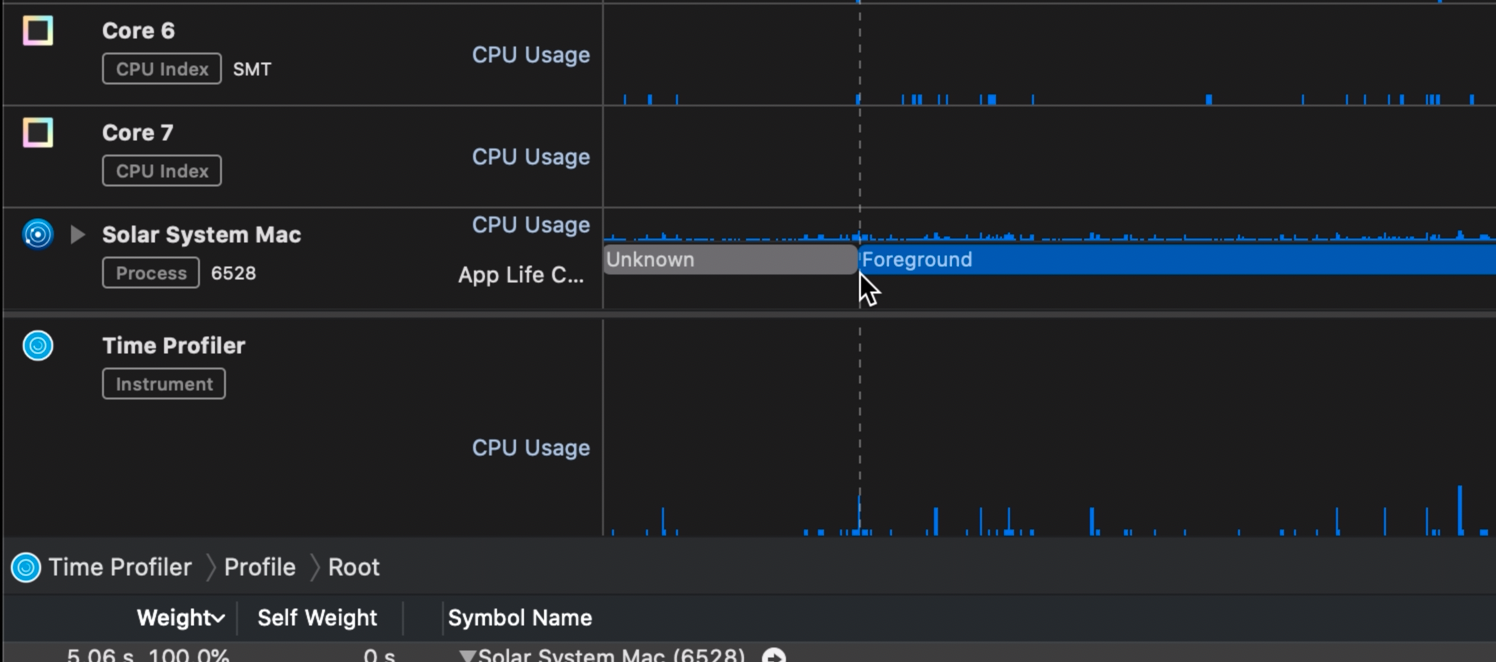 Core 6
CPU Usage
CPU Index SMT
Core 7
CPU Usage
CPU Index
CPU Usage
Solar System Mac
Unknown Foreground
Process 6528
App Life C...
Time Profiler
Instrument
CPU Usage
Time Profiler Profile Root
Weight Self Weight Symbol Name
5.06 s 100.0% 0 s Solar System Mac (6528)